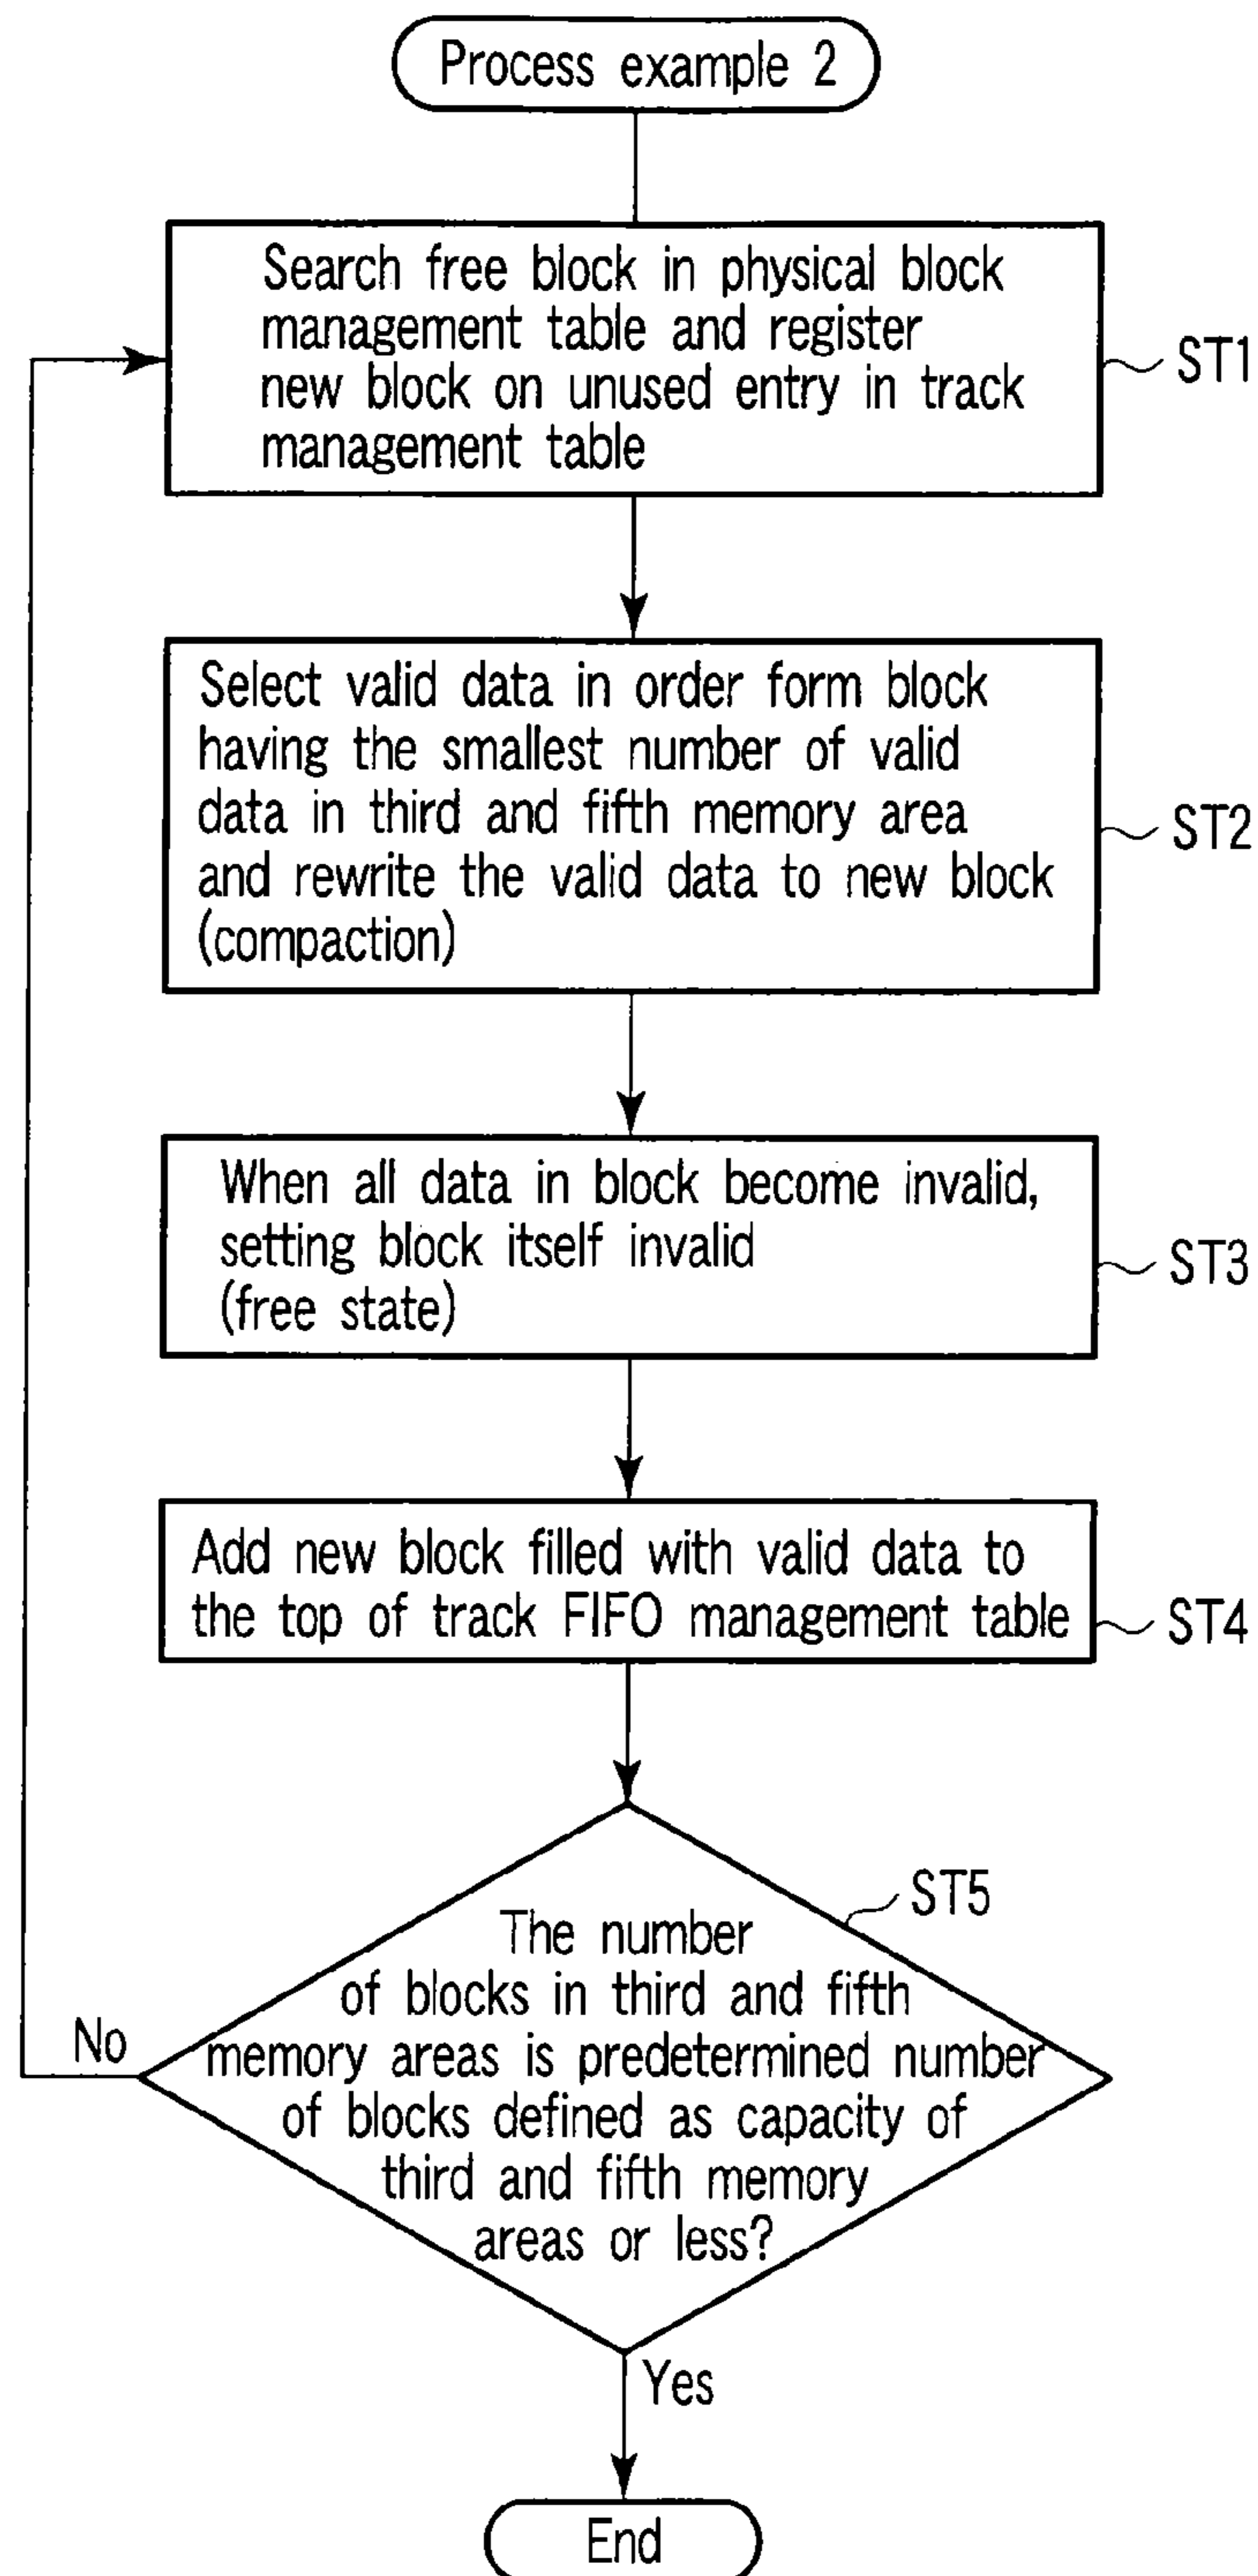 Process example 2
Search free block in physical block
management table and register
new block on unused entry in track
management table
ST1
Select valid data in order form block
having the smallest number of valid
data in third and fifth memory area
and rewrite the valid data to new block
(compaction)
ST2
When all data in block become invalid,
setting block itself invalid
(free state)
ST3
Add new block filled with valid data to
the top of track FIFO management table
ST4
ST5
The number
of blocks in third and fifth
memory areas is predetermined number
of blocks defined as capacity of
third and fifth memory
areas or less?
No
Yes
End